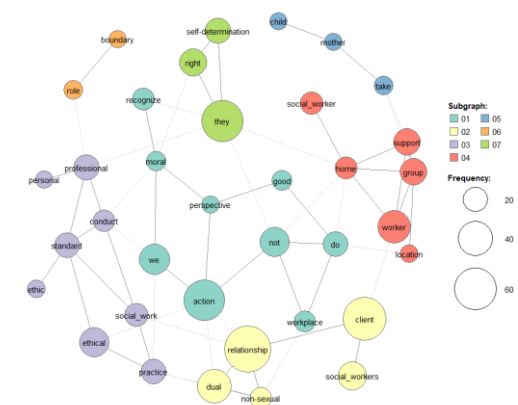 child
self-determination
boundary
mother
right
take
role
recognize
social_worker
they
support
moral
home
group
professional
personal
good
perspective
conduct
worker
standard
not
do
location
we
ethic
action
social_work
workplace
client
ethical
relationship
practice
social_workers
dual
non-sexual
Subgraph:
01 05
02 06
03 07
04
Frequency:
20
40
60